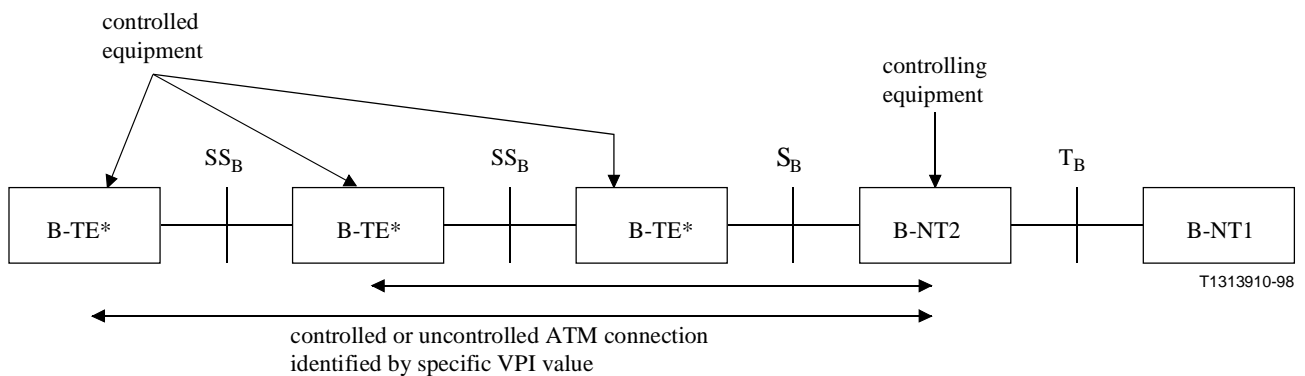 controlled
equipment
controlling
equipment
SS_B
SS_B
S_B
T_B
B-TE*
B-TE*
B-TE*
B-NT2
B-NT1
T1313910-98
controlled or uncontrolled ATM connection
identified by specific VPI value